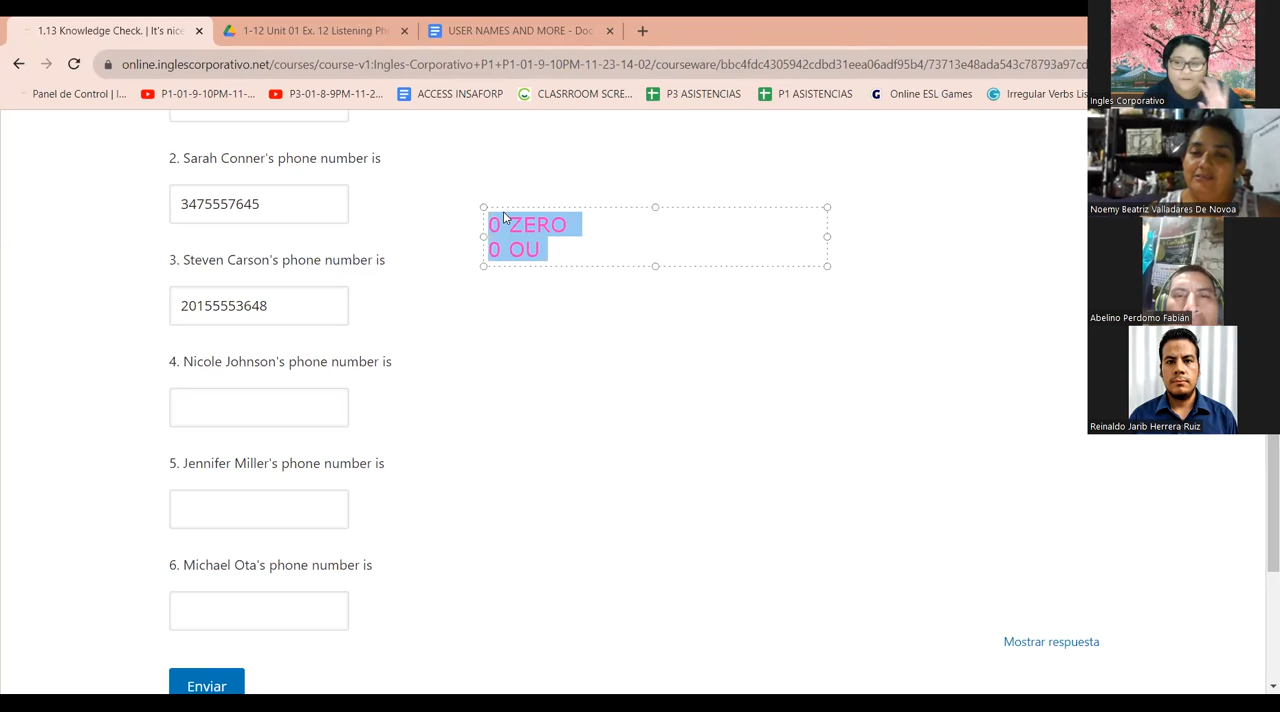 1.13 Knowledge Check. | It's nice
1-12 Unit 01 Ex. 12 Listening Ph
USER NAMES AND MORE - Doc
online.inglescorporativo.net/courses/course-v1:Ingles-Corporativo+P1+P1-01-9-10PM-11-23-14-02/courseware/bbc4fdc4305942cdbd31eea06adf95b4/73713e48ada543c78793a97cd
Panel de Control | I...
P1-01-9-10PM-11-...
P3-01-8-9PM-11-2...
ACCESS INSAFORP
CLASRROOM SCRE...
P3 ASISTENCIAS
P1 ASISTENCIAS
Online ESL Games
Irregular Verbs Lis
2. Sarah Conner's phone number is
3475557645
0 ZERO
0 OU
3. Steven Carson's phone number is
20155553648
4. Nicole Johnson's phone number is
5. Jennifer Miller's phone number is
6. Michael Ota's phone number is
Mostrar respuesta
Enviar
Ingles Corporativo
Noemy Beatriz Valladares De Novoa
Abelino Perdomo Fabián
Reinaldo Jarib Herrera Ruiz